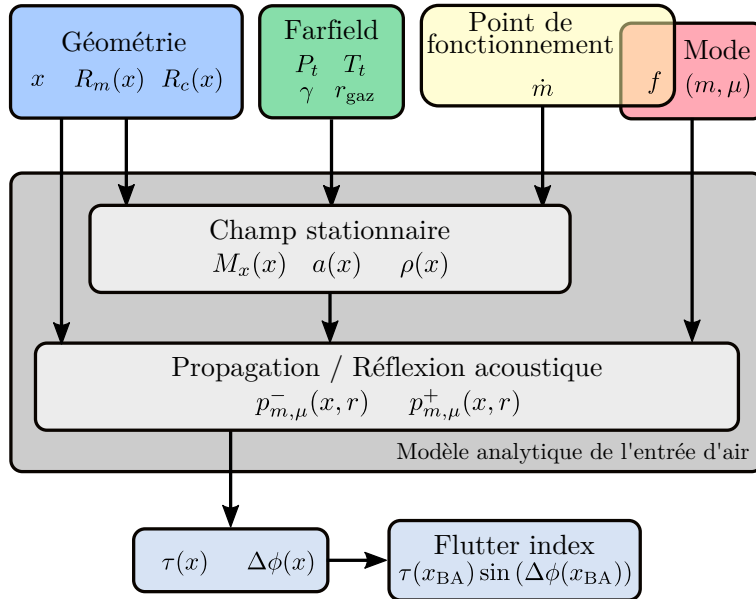 Géométrie
x R_m(x) R_c(x)
Farfield
P_t T_t
γ r_gaz
Point de
fonctionnement
ṁ
Mode
f (m, μ)
Champ stationnaire
M_x(x) a(x) ρ(x)
Propagation / Réflexion acoustique
p^-_{m,μ}(x, r) p^+_{m,μ}(x, r)
Modèle analytique de l'entrée d'air
τ(x) Δϕ(x)
Flutter index
τ(x_BA) sin (Δϕ(x_BA))